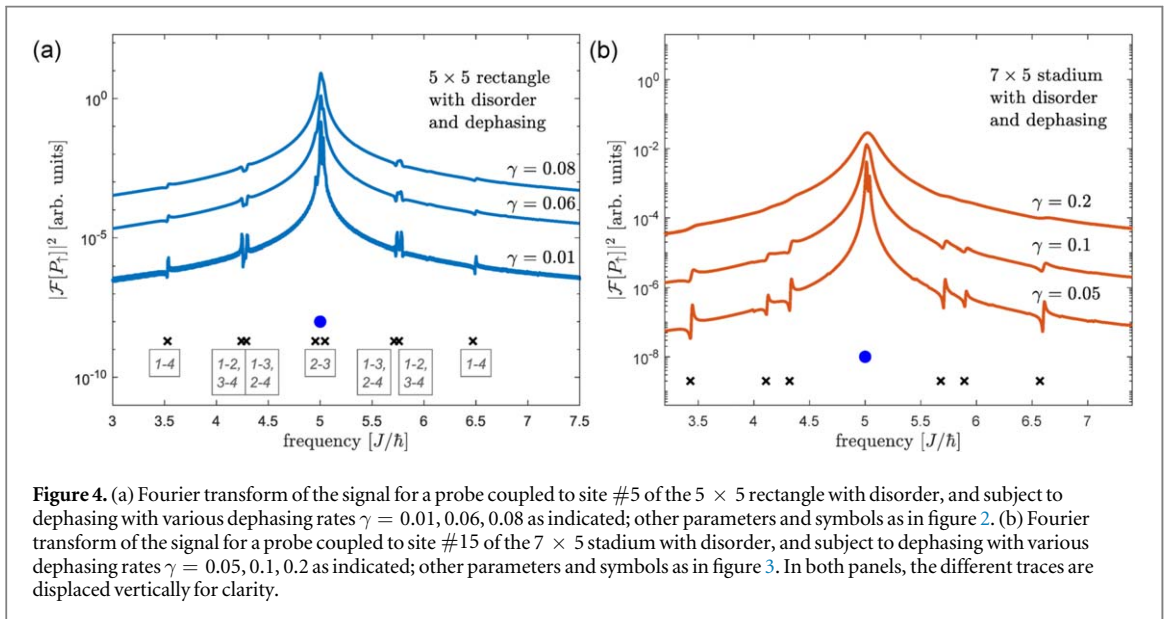 (a)
5 × 5 rectangle
with disorder
and dephasing
γ = 0.08
γ = 0.06
γ = 0.01
|𝓕[P↑]|² [arb. units]
10⁰
10⁻⁵
10⁻¹⁰
1-4
1-2,
3-4
1-3,
2-4
2-3
1-3,
2-4
1-2,
3-4
1-4
3 3.5 4 4.5 5 5.5 6 6.5 7 7.5
frequency [J/ħ]
(b)
7 × 5 stadium
with disorder
and dephasing
γ = 0.2
γ = 0.1
γ = 0.05
|𝓕[P↑]|² [arb. units]
10⁰
10⁻²
10⁻⁴
10⁻⁶
10⁻⁸
3.5 4 4.5 5 5.5 6 6.5 7
frequency [J/ħ]
Figure 4. (a) Fourier transform of the signal for a probe coupled to site #5 of the 5 × 5 rectangle with disorder, and subject to
dephasing with various dephasing rates γ = 0.01, 0.06, 0.08 as indicated; other parameters and symbols as in figure 2. (b) Fourier
transform of the signal for a probe coupled to site #15 of the 7 × 5 stadium with disorder, and subject to dephasing with various
dephasing rates γ = 0.05, 0.1, 0.2 as indicated; other parameters and symbols as in figure 3. In both panels, the different traces are
displaced vertically for clarity.